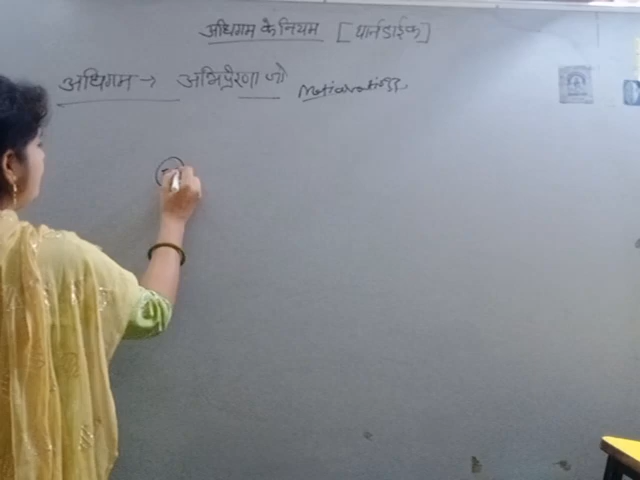 अधिगम के नियम [थार्नडाईक]
अधिगम → अभिप्रेरणा जो Motivation